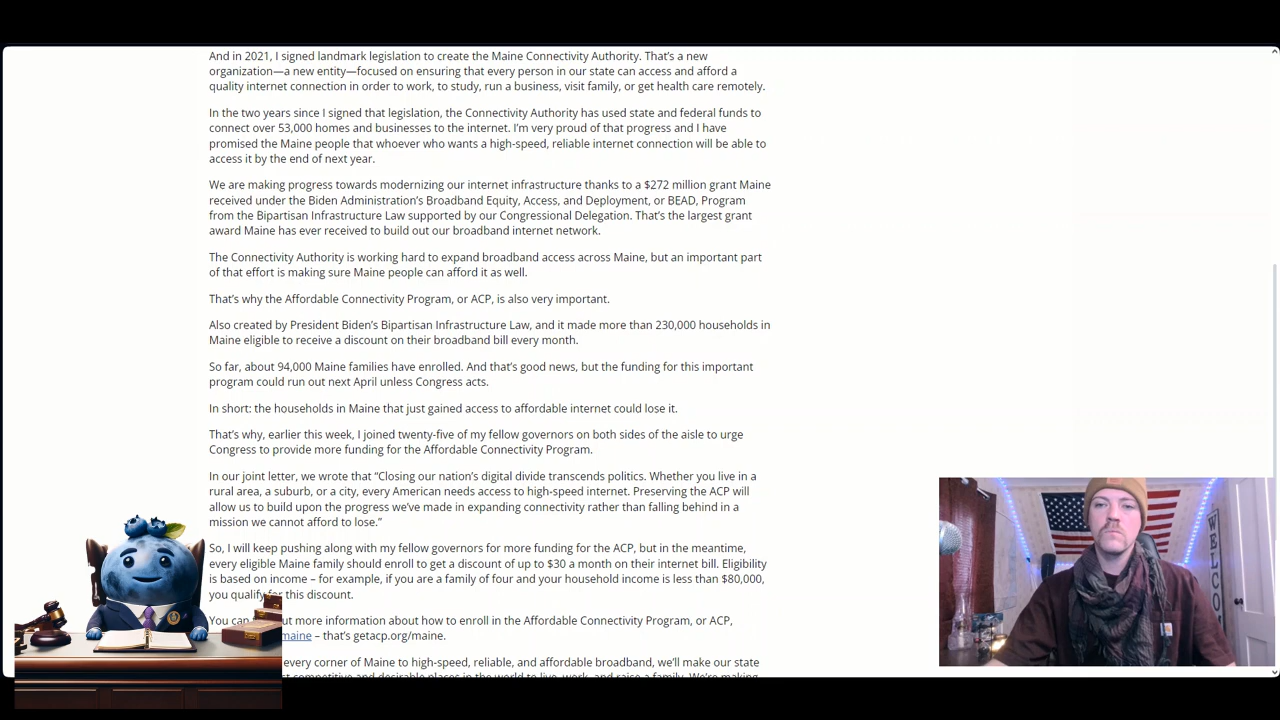 And in 2021, I signed landmark legislation to create the Maine Connectivity Authority. That’s a new
organization—a new entity—focused on ensuring that every person in our state can access and afford a
quality internet connection in order to work, to study, run a business, visit family, or get health care remotely.
In the two years since I signed that legislation, the Connectivity Authority has used state and federal funds to
connect over 53,000 homes and businesses to the internet. I’m very proud of that progress and I have
promised the Maine people that whoever who wants a high-speed, reliable internet connection will be able to
access it by the end of next year.
We are making progress towards modernizing our internet infrastructure thanks to a $272 million grant Maine
received under the Biden Administration’s Broadband Equity, Access, and Deployment, or BEAD, Program
from the Bipartisan Infrastructure Law supported by our Congressional Delegation. That’s the largest grant
award Maine has ever received to build out our broadband internet network.
The Connectivity Authority is working hard to expand broadband access across Maine, but an important part
of that effort is making sure Maine people can afford it as well.
That’s why the Affordable Connectivity Program, or ACP, is also very important.
Also created by President Biden’s Bipartisan Infrastructure Law, and it made more than 230,000 households in
Maine eligible to receive a discount on their broadband bill every month.
So far, about 94,000 Maine families have enrolled. And that’s good news, but the funding for this important
program could run out next April unless Congress acts.
In short: the households in Maine that just gained access to affordable internet could lose it.
That’s why, earlier this week, I joined twenty-five of my fellow governors on both sides of the aisle to urge
Congress to provide more funding for the Affordable Connectivity Program.
In our joint letter, we wrote that “Closing our nation’s digital divide transcends politics. Whether you live in a
rural area, a suburb, or a city, every American needs access to high-speed internet. Preserving the ACP will
allow us to build upon the progress we’ve made in expanding connectivity rather than falling behind in a
mission we cannot afford to lose.”
So, I will keep pushing along with my fellow governors for more funding for the ACP, but in the meantime,
every eligible Maine family should enroll to get a discount of up to $30 a month on their internet bill. Eligibility
is based on income – for example, if you are a family of four and your household income is less than $80,000,
you qualify for this discount.
You can ut more information about how to enroll in the Affordable Connectivity Program, or ACP,
maine – that’s getacp.org/maine.
every corner of Maine to high-speed, reliable, and affordable broadband, we’ll make our state
competitive and desirable places in the world to live, work, and raise a family. We’re making
WELCO